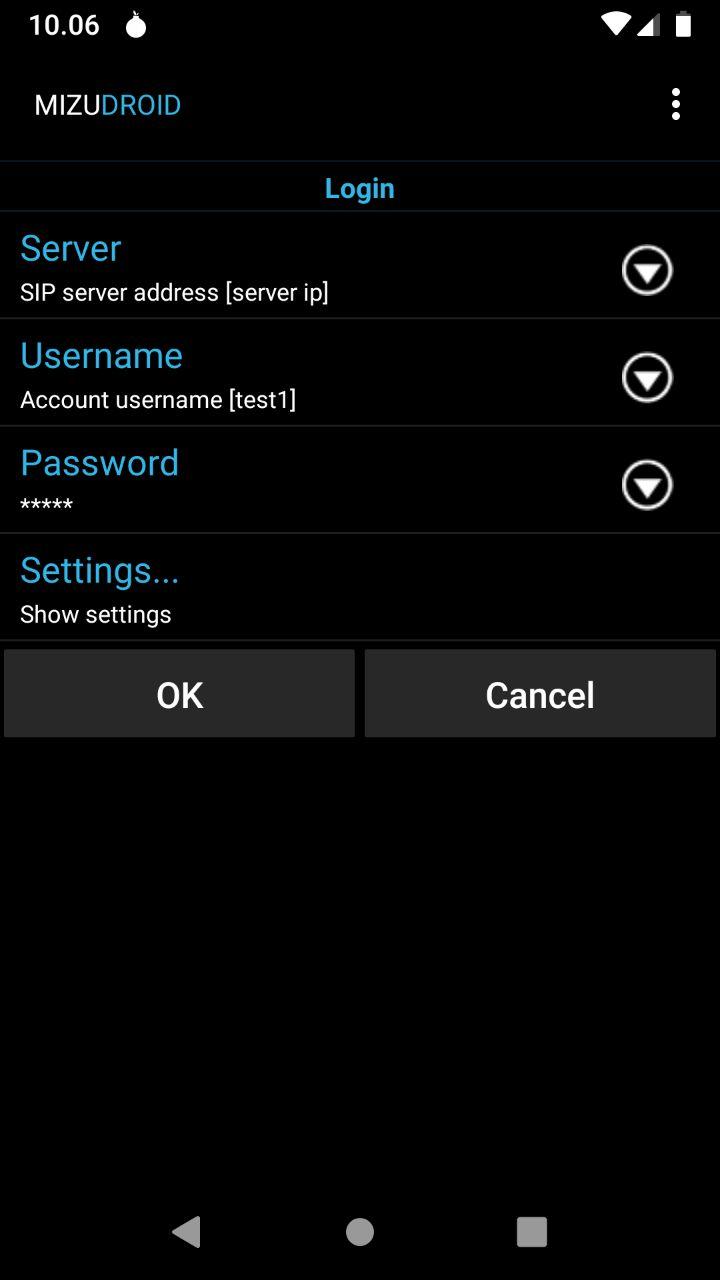 10.06
MIZUDROID
Login
Server
SIP server address [server ip]
Username
Account username [test1]
Password
*****
Settings...
Show settings
OK
Cancel